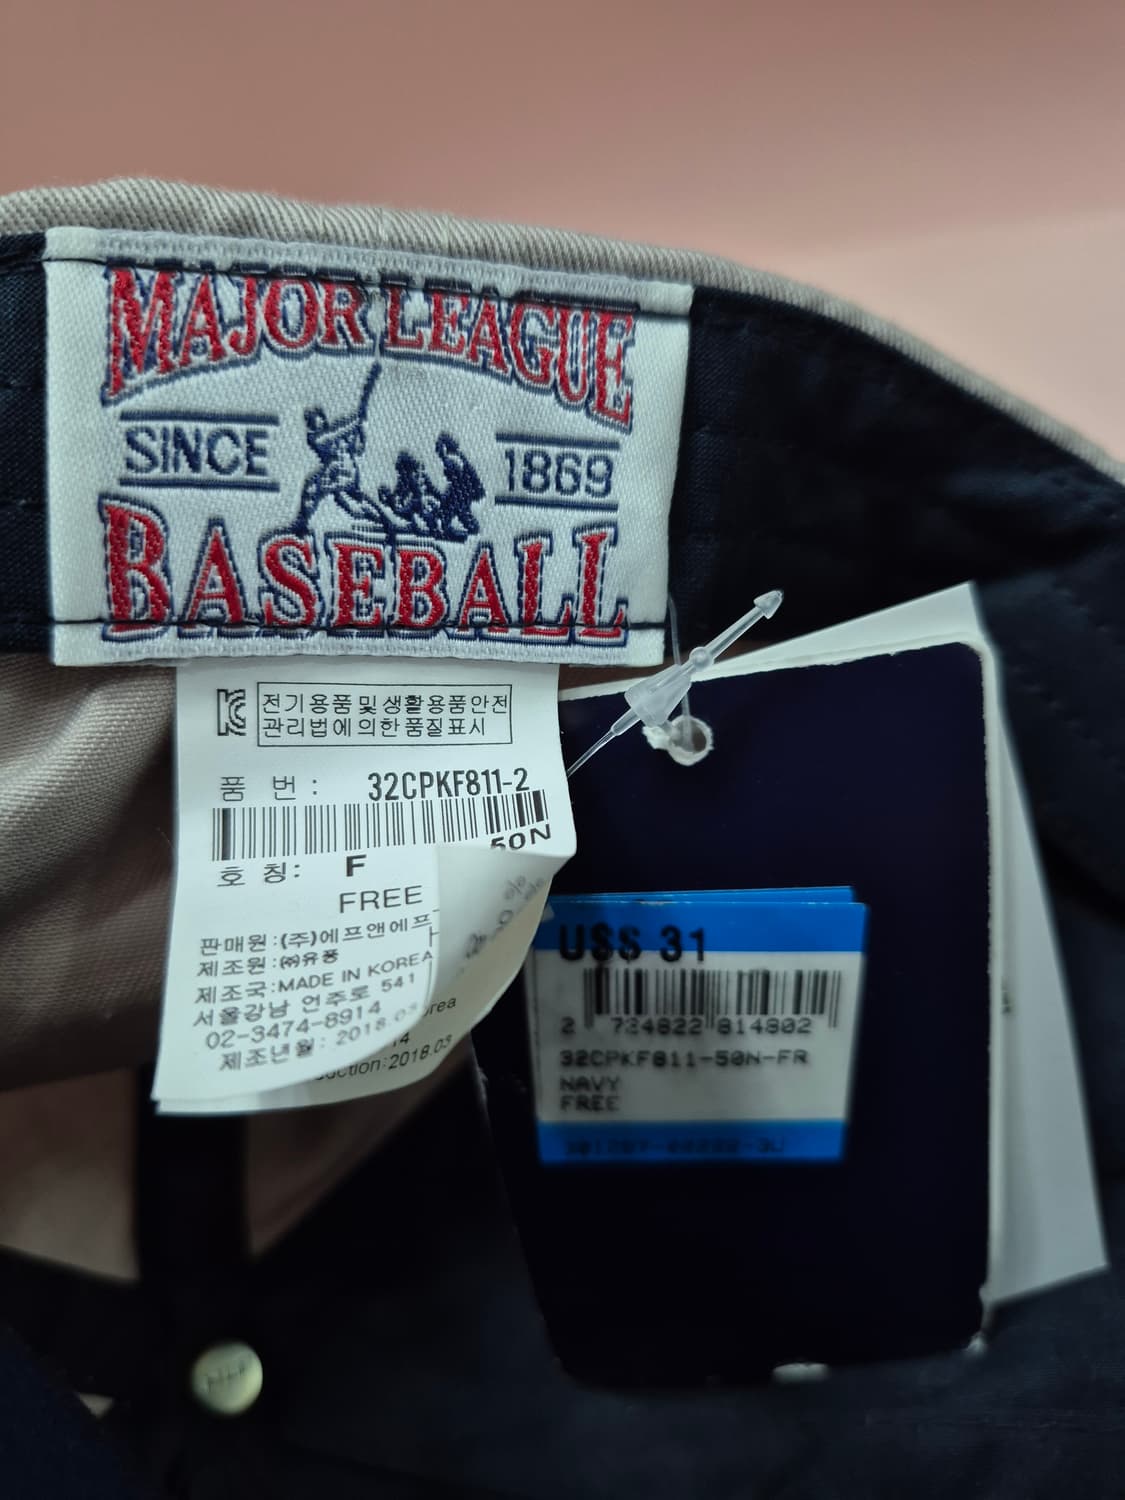 MAJOR LEAGUE
SINCE 1869
BASEBALL
전기용품및생활용품안전
관리법에의한품질표시
품 번 : 32CPKF811-2
50N
호 칭: F
FREE
판매원:(주)에프앤에프
제조원:㈜유풍
제조국:MADE IN KOREA
서울강남 언주로 541
02-3474-8914
제조년월: 2018.03
14
uction:2018.03
US$ 31
2 724822 814802
32CPKF811-50N-FR
NAVY
FREE